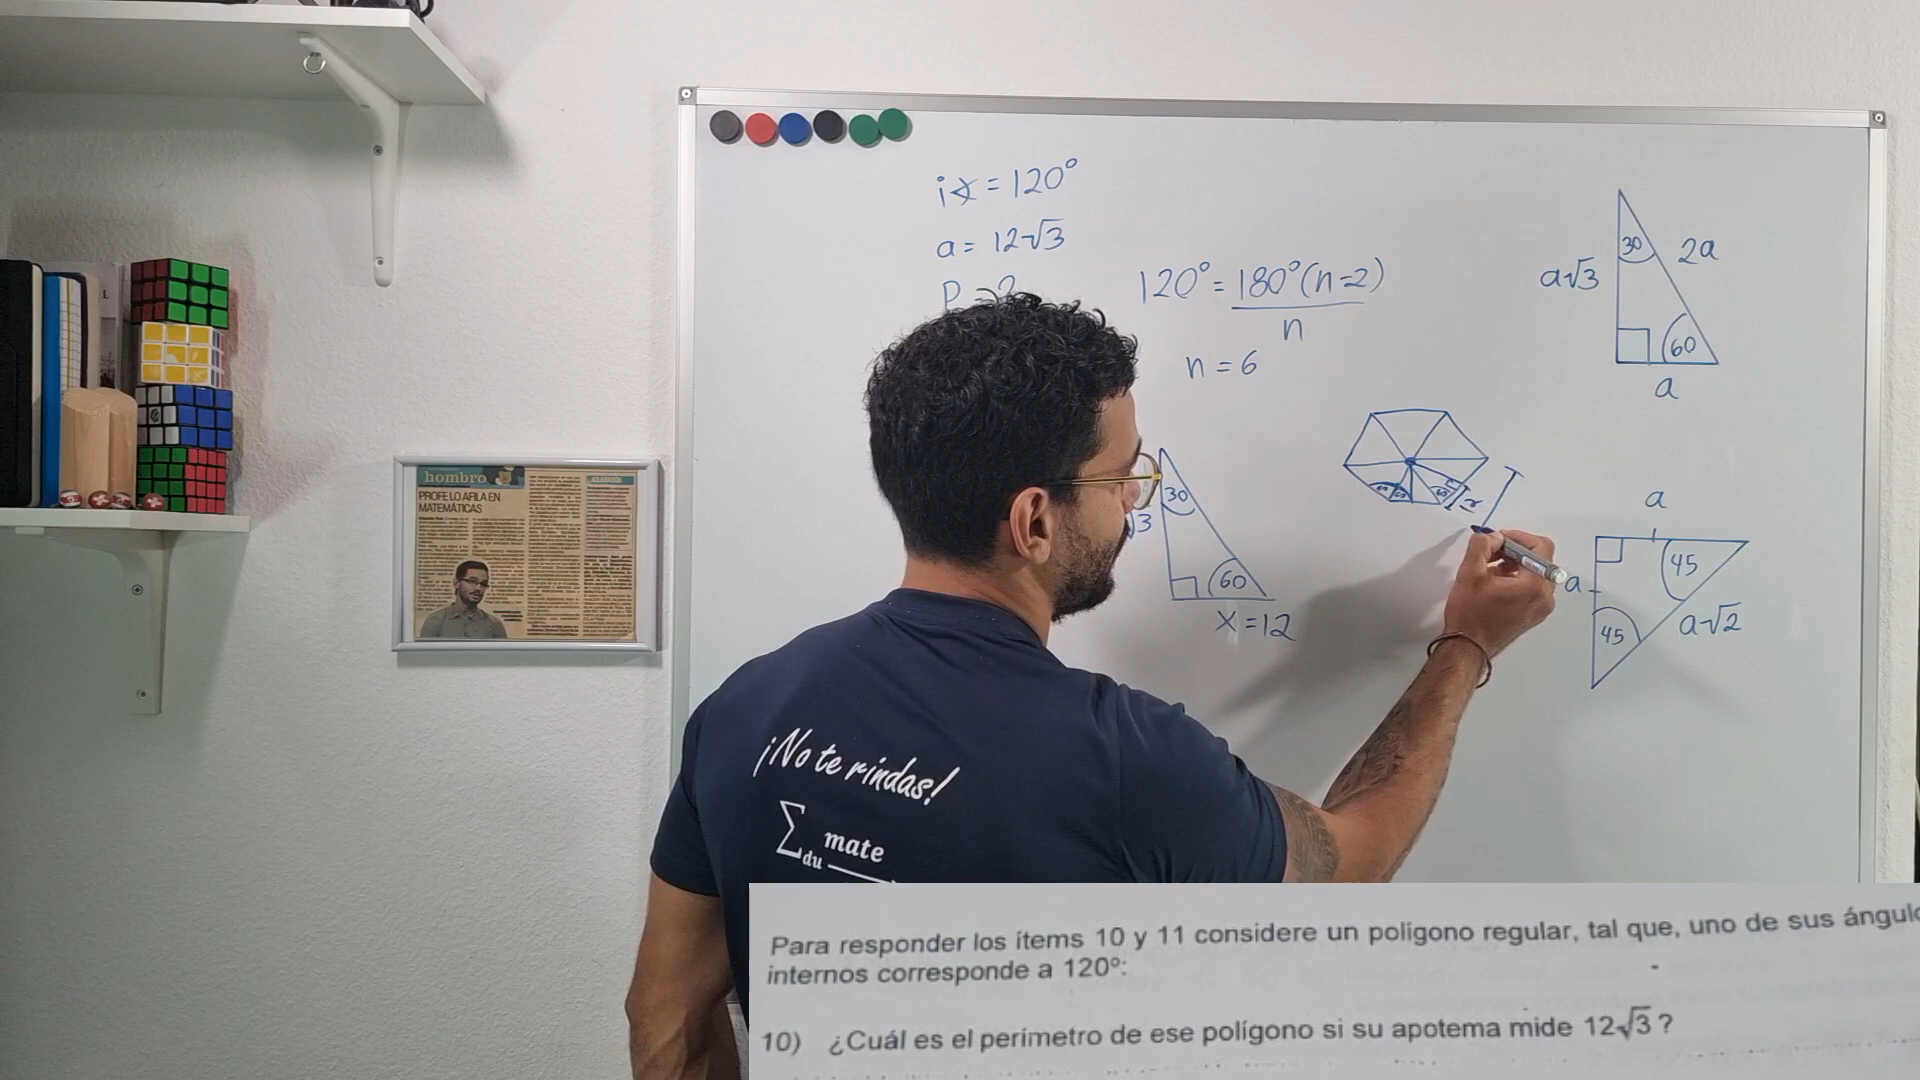 i∢ = 120°
a = 12√3
P = ?
120° = 180°(n-2)
n
n = 6
30
2a
a√3
60
a
30
√3
60
x = 12
x
a
45
a
45
a√2
hombro
PROFE LO AFILA EN
MATEMÁTICAS
¡No te rindas!
∑du mate
Para responder los ítems 10 y 11 considere un polígono regular, tal que, uno de sus
internos corresponde a 120°:
10) ¿Cuál es el perímetro de ese polígono si su apotema mide 12√3?